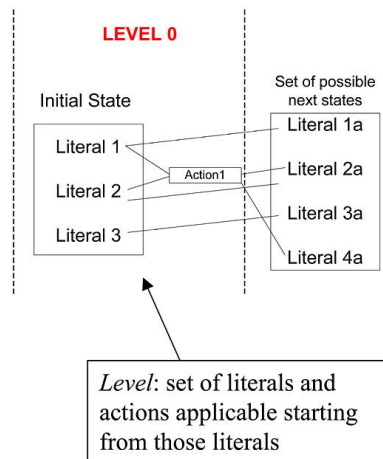 LEVEL 0
Initial State
Set of possible
next states
Literal 1
Literal 2
Literal 3
Action1
Literal 1a
Literal 2a
Literal 3a
Literal 4a
Level: set of literals and
actions applicable starting
from those literals